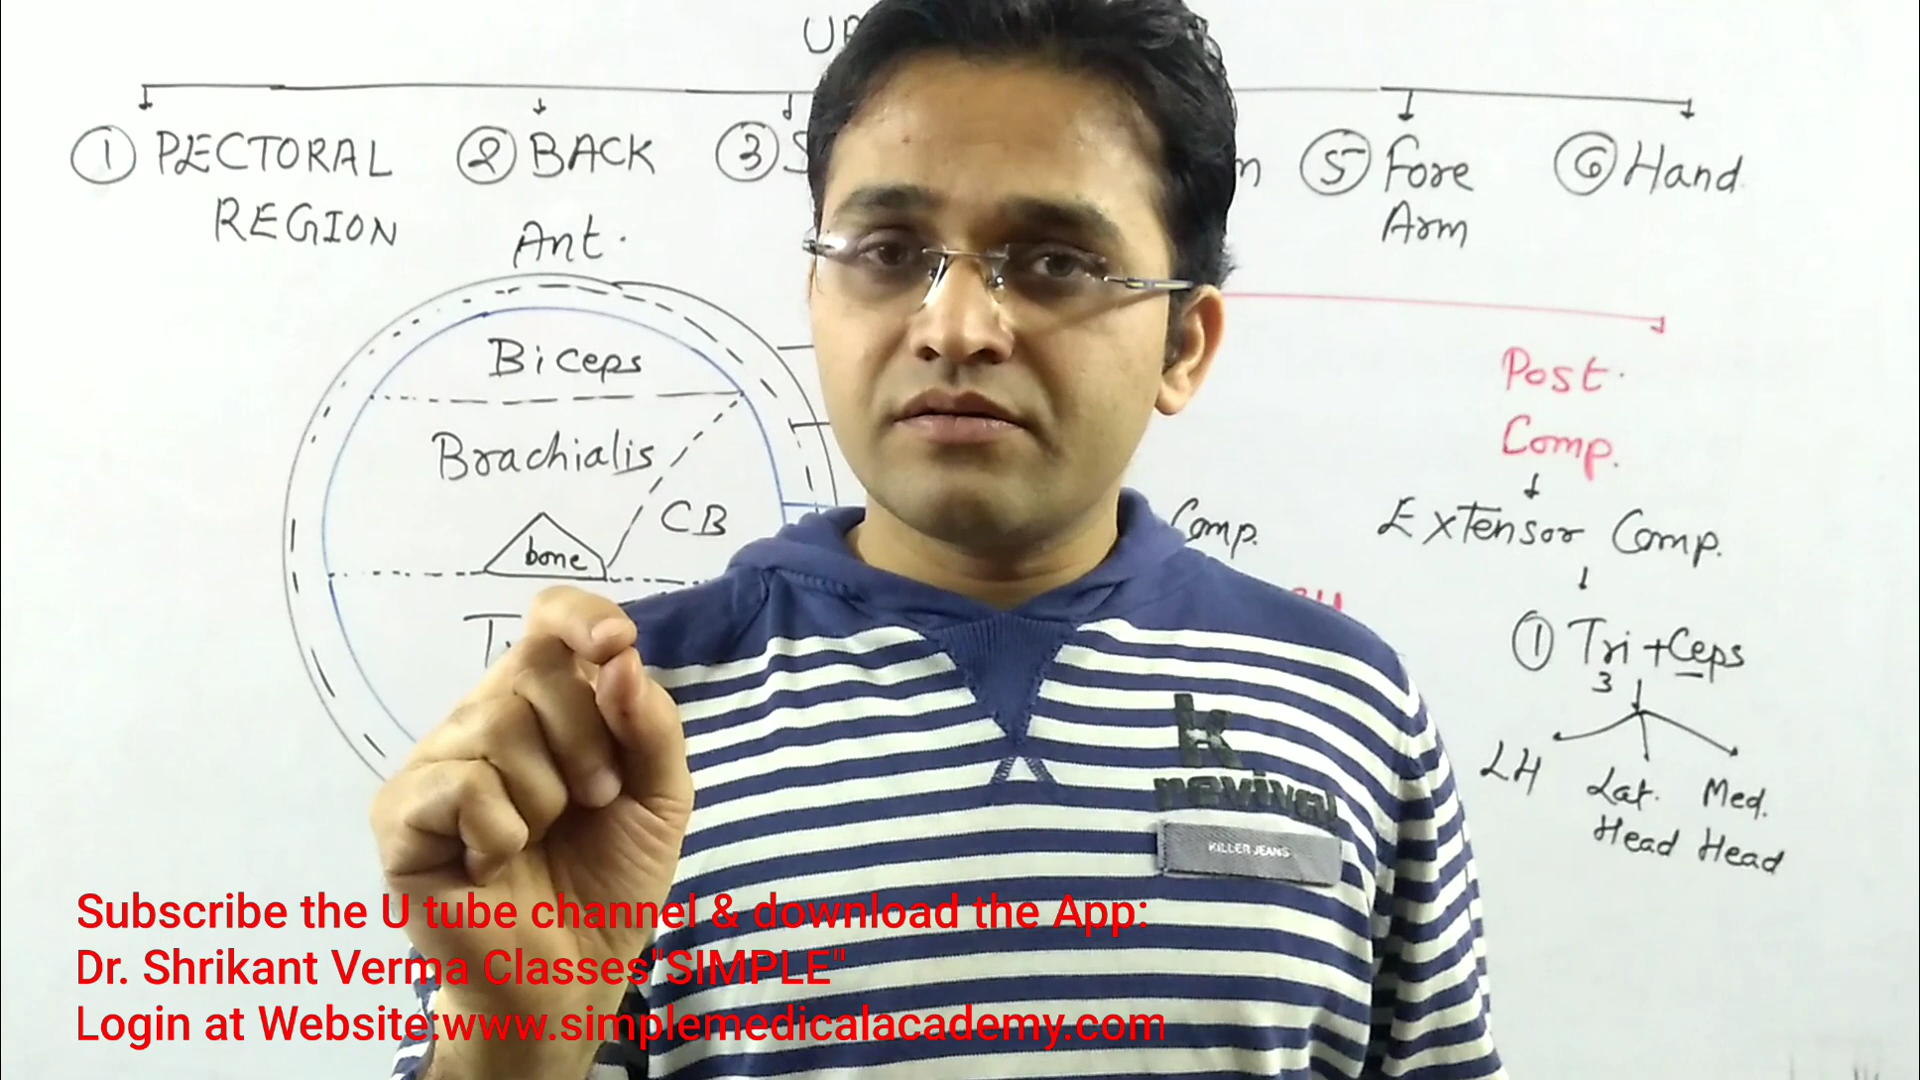 ① PECTORAL
REGION
② BACK
③
⑤ Fore
Arm
⑥ Hand
Ant.
Biceps
Brachialis
CB
bone
Comp.
Post.
Comp.
Extensor Comp.
① Tri + Ceps
3
LH
Lat. Med.
Head Head
K
KILLER JEANS
Subscribe the U tube channel & download the App:
Dr. Shrikant Verma Classes"SIMPLE"
Login at Website:www.simplemedicalacademy.com